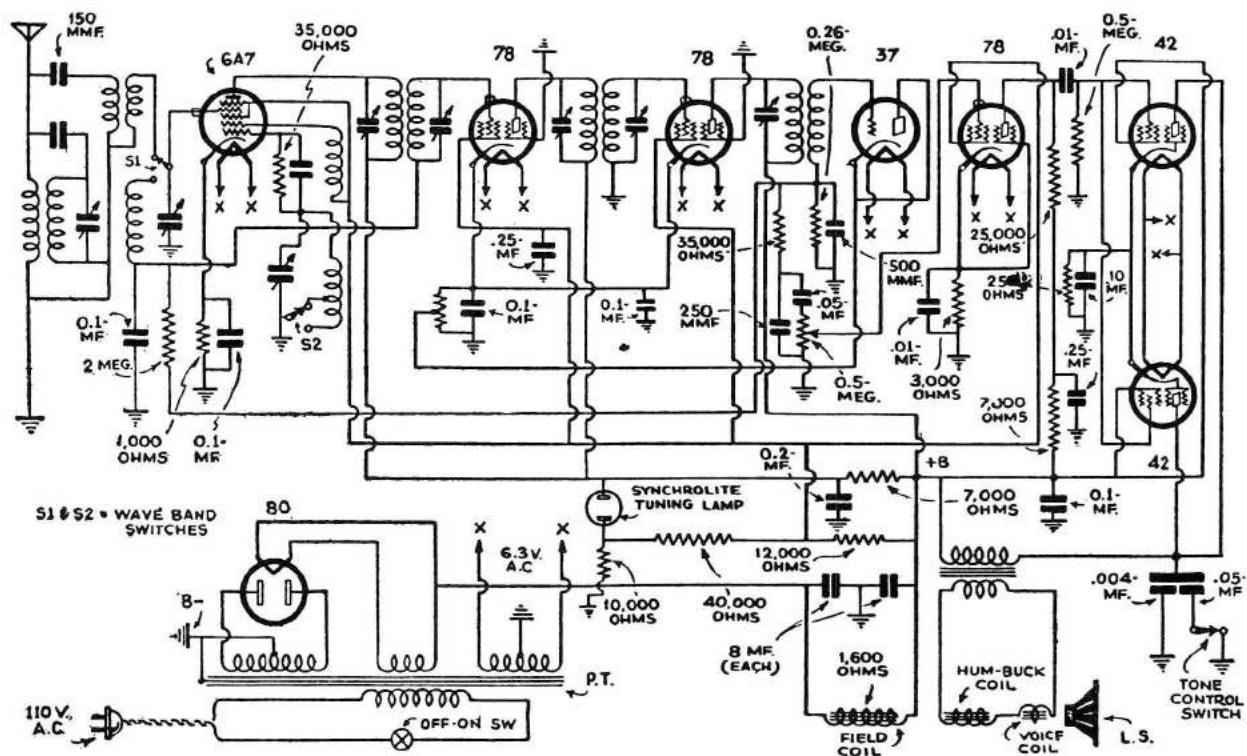 150
MMF.
35,000
OHMS
6A7
78
78
0.26-
MEG.
37
78
.01-
MF.
0.5-
MEG.
42
S1
X X
X X
X X
X X
X X
X
X
.25-
MF.
35,000
OHMS
500
MMF.
25,000
OHMS
10
MF.
0.1-
MF.
2 MEG.
S2
0.1-
MF
0.1-
MF.
250
MMF
.05-
MF
.01-
MF.
OHMS
.25-
MF.
1,000
OHMS
0.1-
MF.
0.5-
MEG.
3,000
OHMS
7,000
OHMS
42
S1 & S2 = WAVE BAND
SWITCHES
80
X X
6.3 V.
A.C
SYNCHROLITE
TUNING LAMP
0.2-
MF.
+B
7,000
OHMS
0.1-
MF.
B-
10,000
OHMS
40,000
OHMS
12,000
OHMS
.004-
MF.
.05-
MF
8 MF.
(EACH)
1,600
OHMS
HUM-BUCK
COIL
TONE
CONTROL
SWITCH
P.T.
110 V.,
A.C.
OFF-ON SW
FIELD
COIL
VOICE
COIL
L.S.